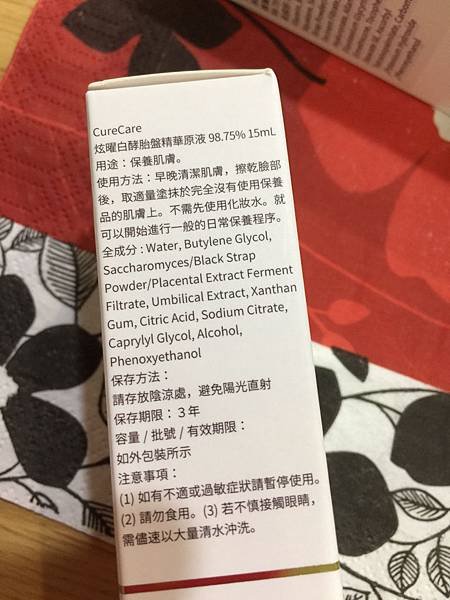 CureCare
炫曜白酵胎盤精華原液 98.75% 15mL
用途：保養肌膚。
使用方法：早晚清潔肌膚，擦乾臉部
後，取適量塗抹於完全沒有使用保養
品的肌膚上。不需先使用化妝水。就
可以開始進行一般的日常保養程序。
全成分 : Water, Butylene Glycol,
Saccharomyces/Black Strap
Powder/Placental Extract Ferment
Filtrate, Umbilical Extract, Xanthan
Gum, Citric Acid, Sodium Citrate,
Caprylyl Glycol, Alcohol,
Phenoxyethanol
保存方法：
請存放陰涼處，避免陽光直射
保存期限：３年
容量 / 批號 / 有效期限：
如外包裝所示
注意事項：
(1) 如有不適或過敏症狀請暫停使用。
(2) 請勿食用。(3) 若不慎接觸眼睛，
需儘速以大量清水沖洗。